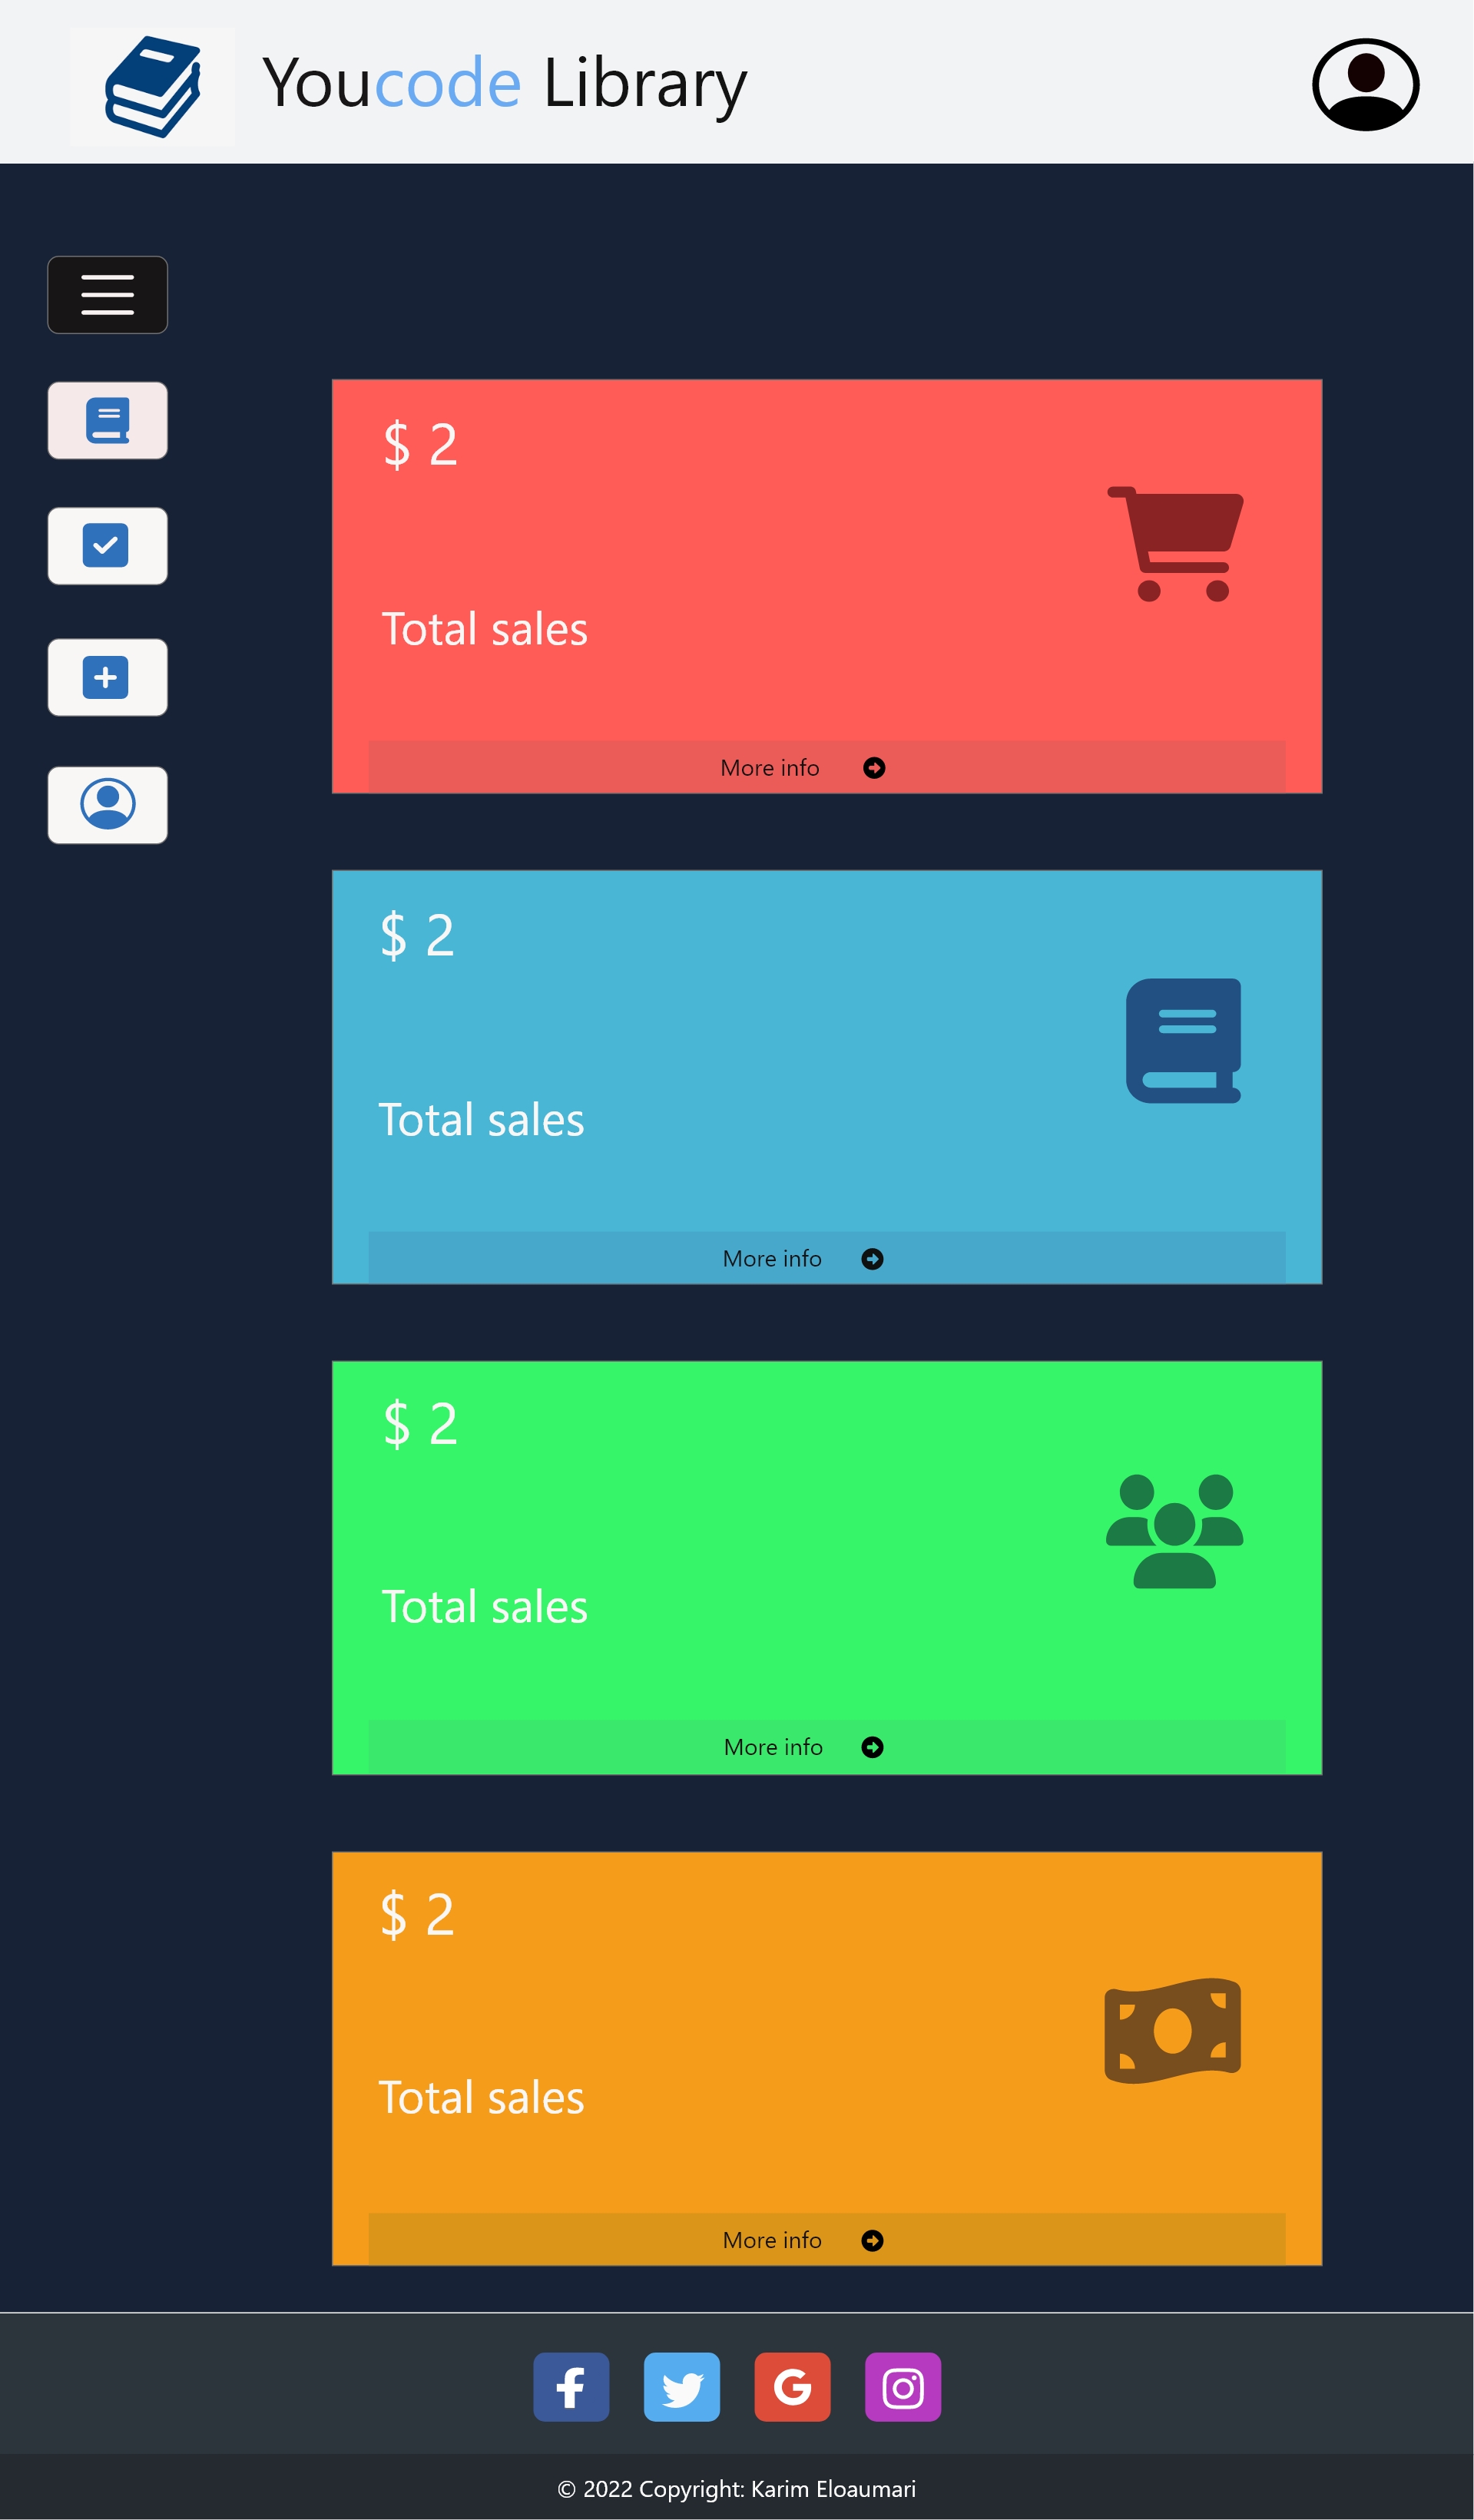 Youcode Library
$ 2
Total sales
More info
$ 2
Total sales
More info
$ 2
Total sales
More info
$ 2
Total sales
More info
© 2022 Copyright: Karim Eloaumari